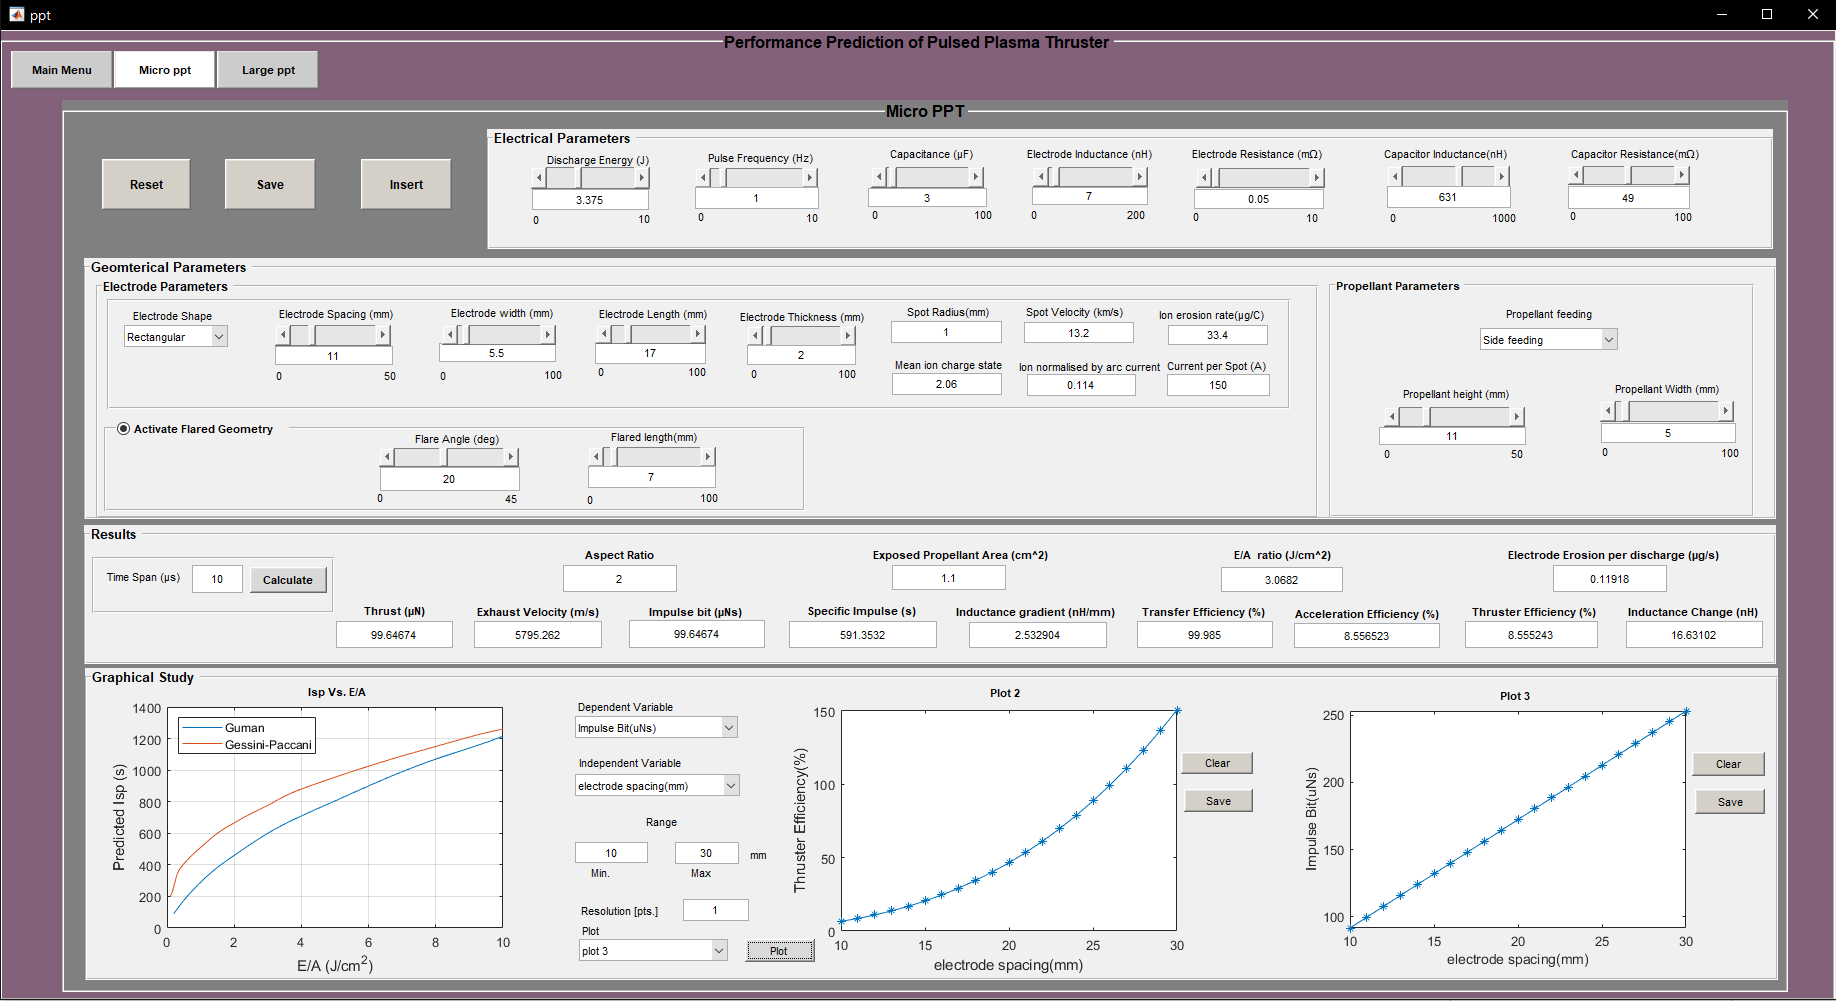 ppt
Performance Prediction of Pulsed Plasma Thruster
Main Menu Micro ppt Large ppt
Micro PPT
Reset Save Insert
Electrical Parameters
Discharge Energy (J) Pulse Frequency (Hz) Capacitance (µF) Electrode Inductance (nH) Electrode Resistance (mΩ) Capacitor Inductance(nH) Capacitor Resistance(mΩ)
3.375 1 3 7 0.05 631 49
0 10 0 10 0 100 0 200 0 10 0 1000 0 100
Geomterical Parameters
Electrode Parameters
Electrode Shape Electrode Spacing (mm) Electrode width (mm) Electrode Length (mm) Electrode Thickness (mm) Spot Radius(mm) Spot Velocity (km/s) Ion erosion rate(µg/C)
Rectangular 11 5.5 17 2 1 13.2 33.4
0 50 0 100 0 100 0 100
Mean ion charge state Ion normalised by arc current Current per Spot (A)
2.06 0.114 150
Activate Flared Geometry
Flare Angle (deg) Flared length(mm)
20 7
0 45 0 100
Propellant Parameters
Propellant feeding
Side feeding
Propellant height (mm) Propellant Width (mm)
11 5
0 50 0 100
Results
Time Span (µs) 10 Calculate
Aspect Ratio Exposed Propellant Area (cm^2) E/A ratio (J/cm^2) Electrode Erosion per discharge (µg/s)
2 1.1 3.0682 0.11918
Thrust (µN) Exhaust Velocity (m/s) Impulse bit (µNs) Specific Impulse (s) Inductance gradient (nH/mm) Transfer Efficiency (%) Acceleration Efficiency (%) Thruster Efficiency (%) Inductance Change (nH)
99.64674 5795.262 99.64674 591.3532 2.532904 99.985 8.556523 8.555243 16.63102
Graphical Study
Isp Vs. E/A
Guman
Gessini-Paccani
Predicted Isp (s)
1400
1200
1000
800
600
400
200
0
0 2 4 6 8 10
E/A (J/cm2)
Dependent Variable
Impulse Bit(uNs)
Independent Variable
electrode spacing(mm)
Range
10 30 mm
Min. Max
Resolution [pts.] 1
Plot
plot 3 Plot
Plot 2
Thruster Efficiency(%)
150
100
50
0
10 15 20 25 30
electrode spacing(mm)
Clear
Save
Plot 3
Impulse Bit(uNs)
250
200
150
100
10 15 20 25 30
electrode spacing(mm)
Clear
Save